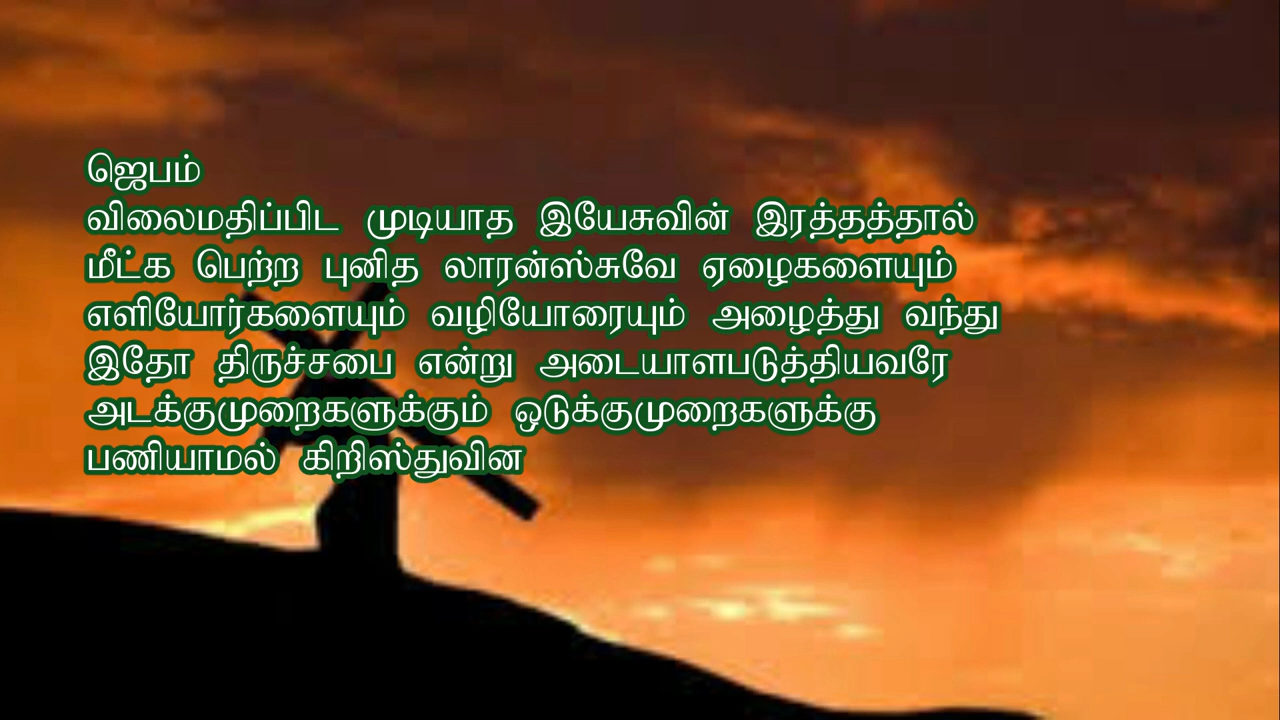 ஜெபம்
விலைமதிப்பிட முடியாத இயேசுவின் இரத்தத்தால்
மீட்க பெற்ற புனித லாரன்ஸ்சுவே ஏழைகளையும்
எளியோர்களையும் வழியோரையும் அழைத்து வந்து
இதோ திருச்சபை என்று அடையாளபடுத்தியவரே
அடக்குமுறைகளுக்கும் ஒடுக்குமுறைகளுக்கு
பணியாமல் கிறிஸ்துவின